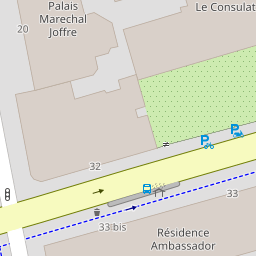 Palais
Marechal
Joffre
Le Consulat
20
32
33
33 bis
Résidence
Ambassador